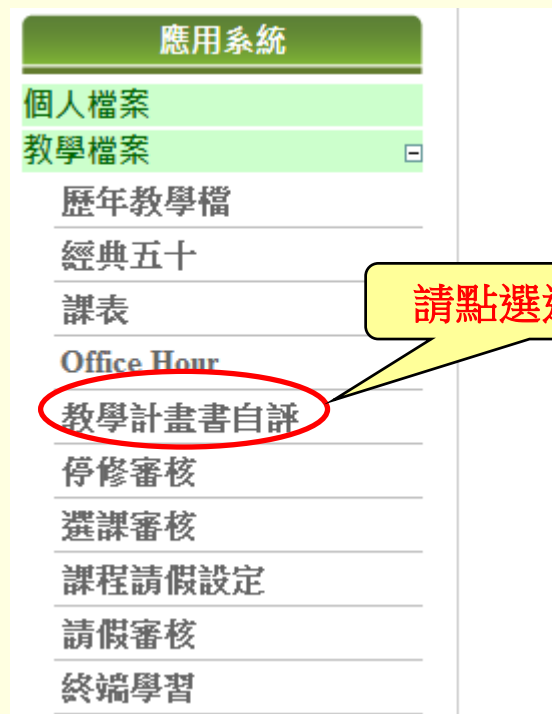 應用系統
個人檔案
教學檔案
歷年教學檔
經典五十
課表
請點選
Office Hour
教學計畫書自評
停修審核
選課審核
課程請假設定
請假審核
終端學習